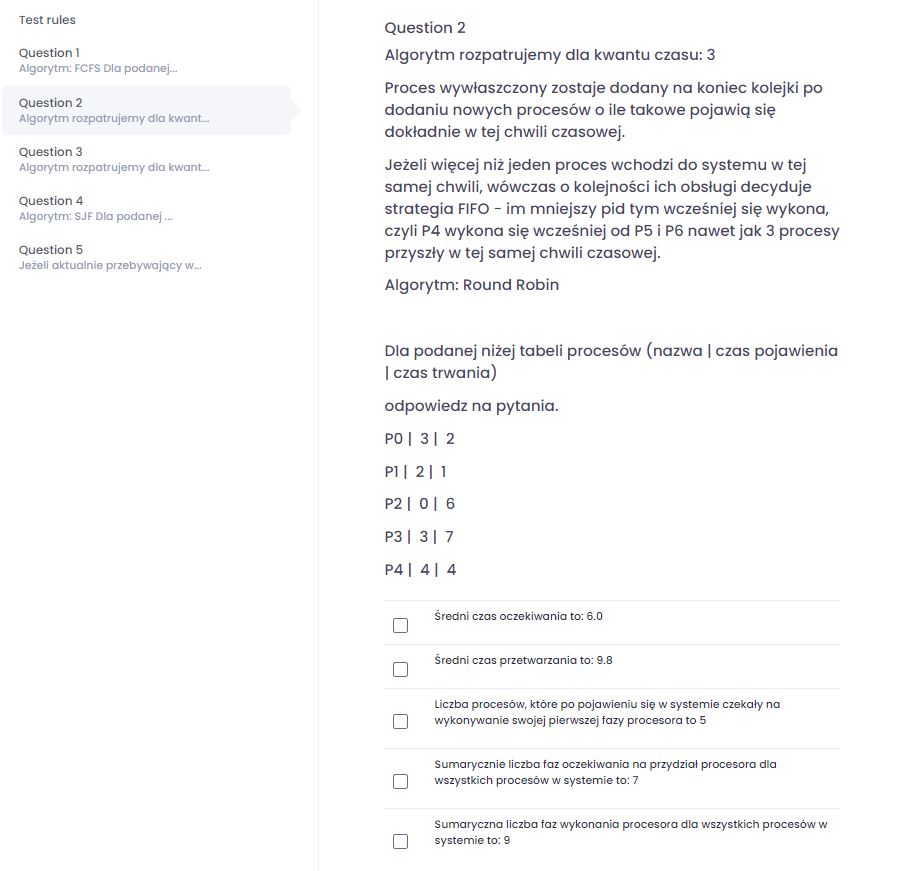 Test rules
Question 1
Algorytm: FCFS Dla podanej...
Question 2
Algorytm rozpatrujemy dla kwant...
Question 3
Algorytm rozpatrujemy dla kwant...
Question 4
Algorytm: SJF Dla podanej ...
Question 5
Jeżeli aktualnie przebywający w...
Question 2
Algorytm rozpatrujemy dla kwantu czasu: 3
Proces wywłaszczony zostaje dodany na koniec kolejki po
dodaniu nowych procesów o ile takowe pojawią się
dokładnie w tej chwili czasowej.
Jeżeli więcej niż jeden proces wchodzi do systemu w tej
samej chwili, wówczas o kolejności ich obsługi decyduje
strategia FIFO - im mniejszy pid tym wcześniej się wykona,
czyli P4 wykona się wcześniej od P5 i P6 nawet jak 3 procesy
przyszły w tej samej chwili czasowej.
Algorytm: Round Robin
Dla podanej niżej tabeli procesów (nazwa | czas pojawienia
| czas trwania)
odpowiedz na pytania.
P0 | 3 | 2
P1 | 2 | 1
P2 | 0 | 6
P3 | 3 | 7
P4 | 4 | 4
Średni czas oczekiwania to: 6.0
Średni czas przetwarzania to: 9.8
Liczba procesów, które po pojawieniu się w systemie czekały na
wykonywanie swojej pierwszej fazy procesora to 5
Sumarycznie liczba faz oczekiwania na przydział procesora dla
wszystkich procesów w systemie to: 7
Sumaryczna liczba faz wykonania procesora dla wszystkich procesów w
systemie to: 9